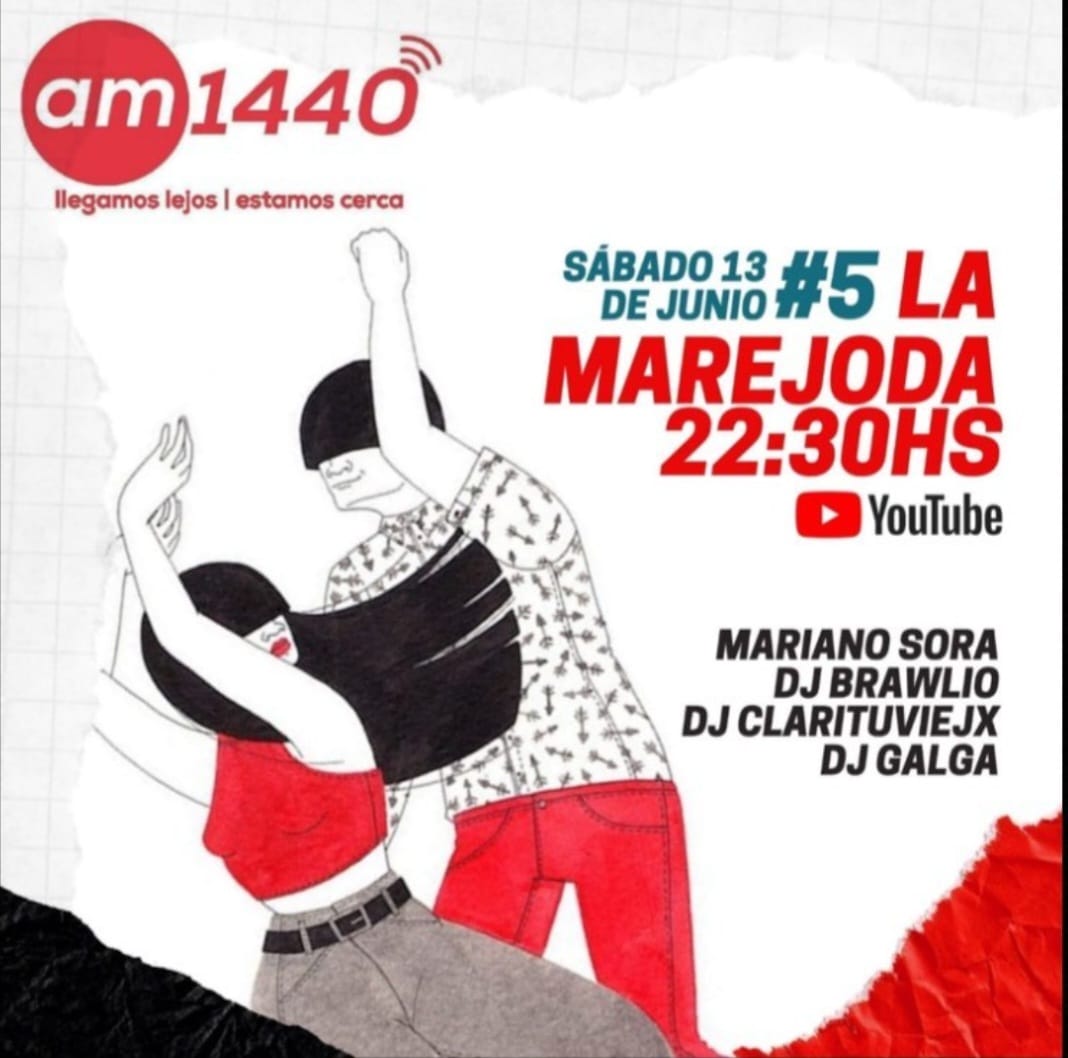 am1440
llegamos lejos | estamos cerca
SÁBADO 13
DE JUNIO
#5 LA
MAREJODA
22:30HS
YouTube
MARIANO SORA
DJ BRAWLIO
DJ CLARITUVIEJX
DJ GALGA